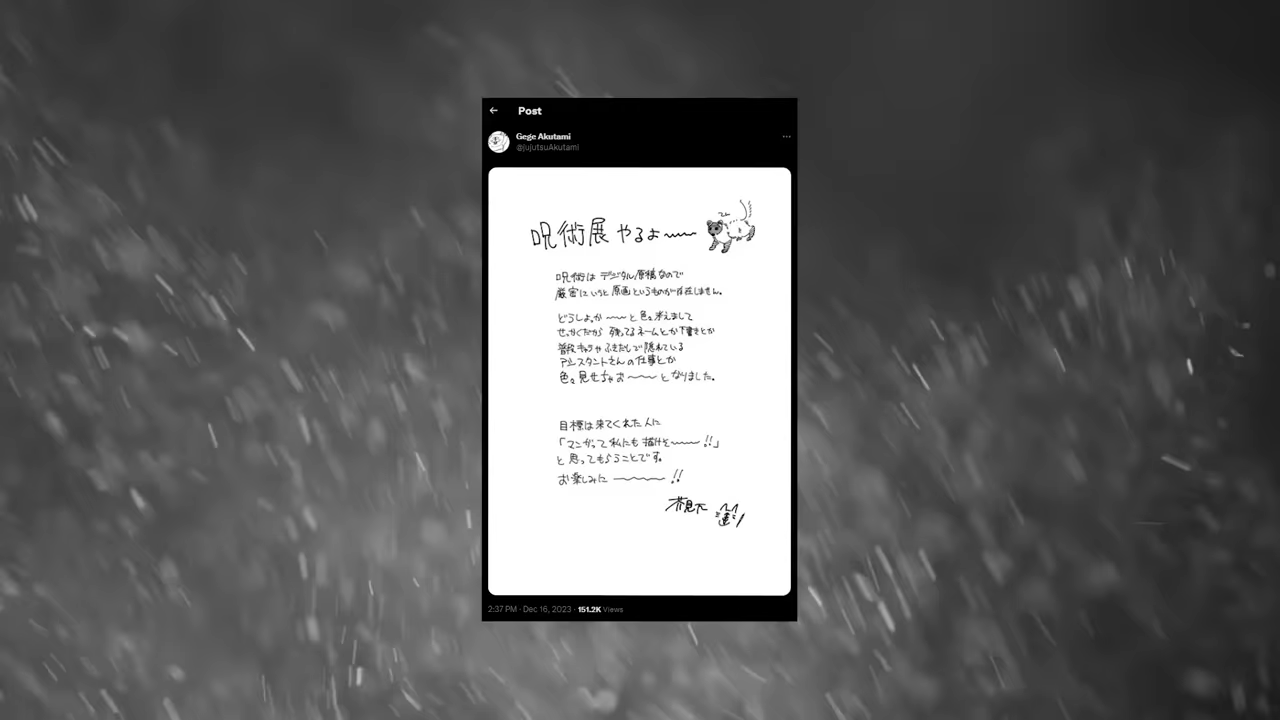 Post
Gege Akutami
@JujutsuAkutami
呪術展やるよ〜〜
呪術は デジタル原稿なので
厳密にいうと 原画というものが存在しません。
どうしよっか〜〜と色々考えまして
せっかくだから 残ってるネームとか下書きとか
普段キャラやふきだしで隠れている
アシスタントさんの仕事とか
色々見せちゃお〜〜〜となりました。
目標は来てくれた人に
「マンガって私にも描けそ〜〜〜!!」
と思ってもらうことです。
お楽しみに〜〜〜〜!!
芥見下々
2:37 PM · Dec 16, 2023 · 151.2K Views